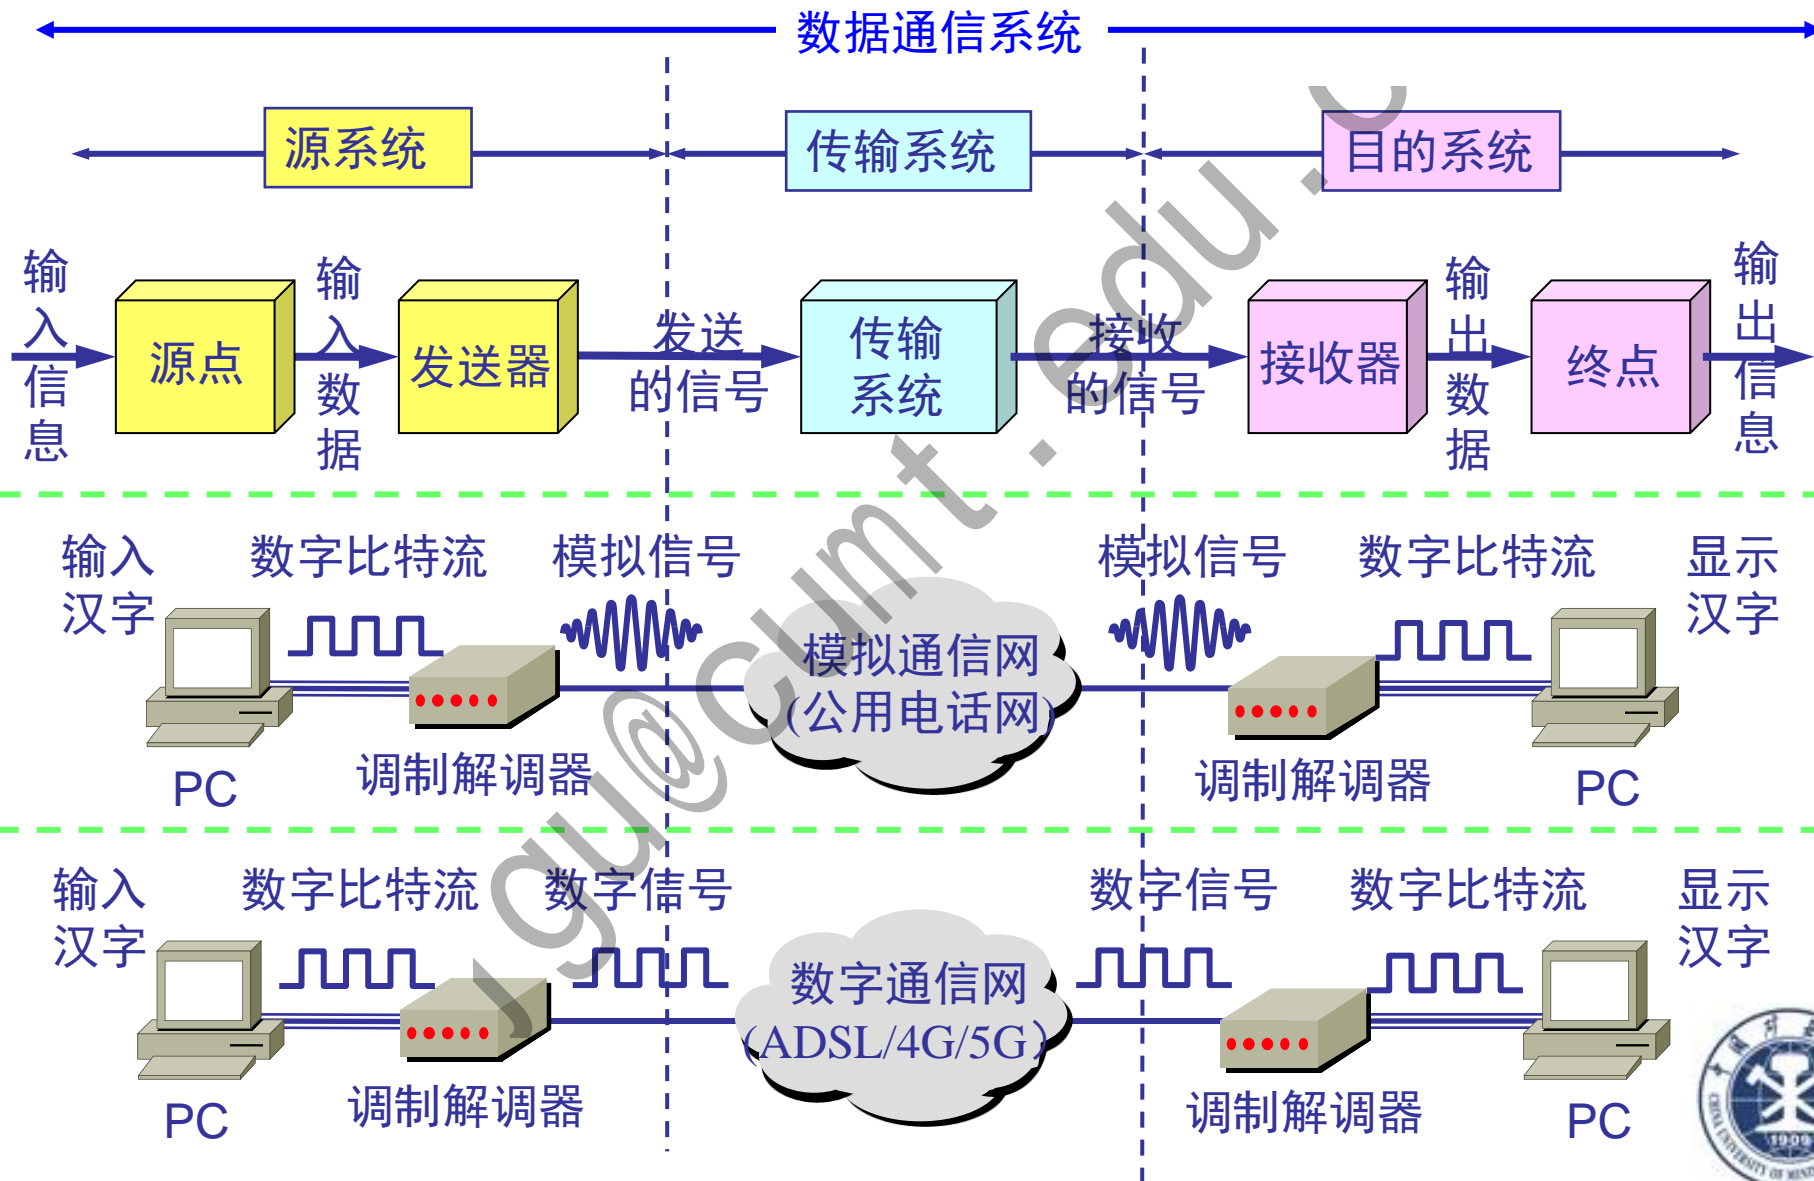 数据通信系统
源系统
传输系统
目的系统
输入信息
源点
输入数据
发送器
发送的信号
传输系统
接收的信号
接收器
输出数据
终点
输出信息
输入汉字
数字比特流
模拟信号
模拟通信网
(公用电话网)
模拟信号
数字比特流
显示汉字
PC
调制解调器
调制解调器
PC
输入汉字
数字比特流
数字信号
数字通信网
(ADSL/4G/5G)
数字信号
数字比特流
显示汉字
PC
调制解调器
调制解调器
PC
gu@cumt.edu.c
1909